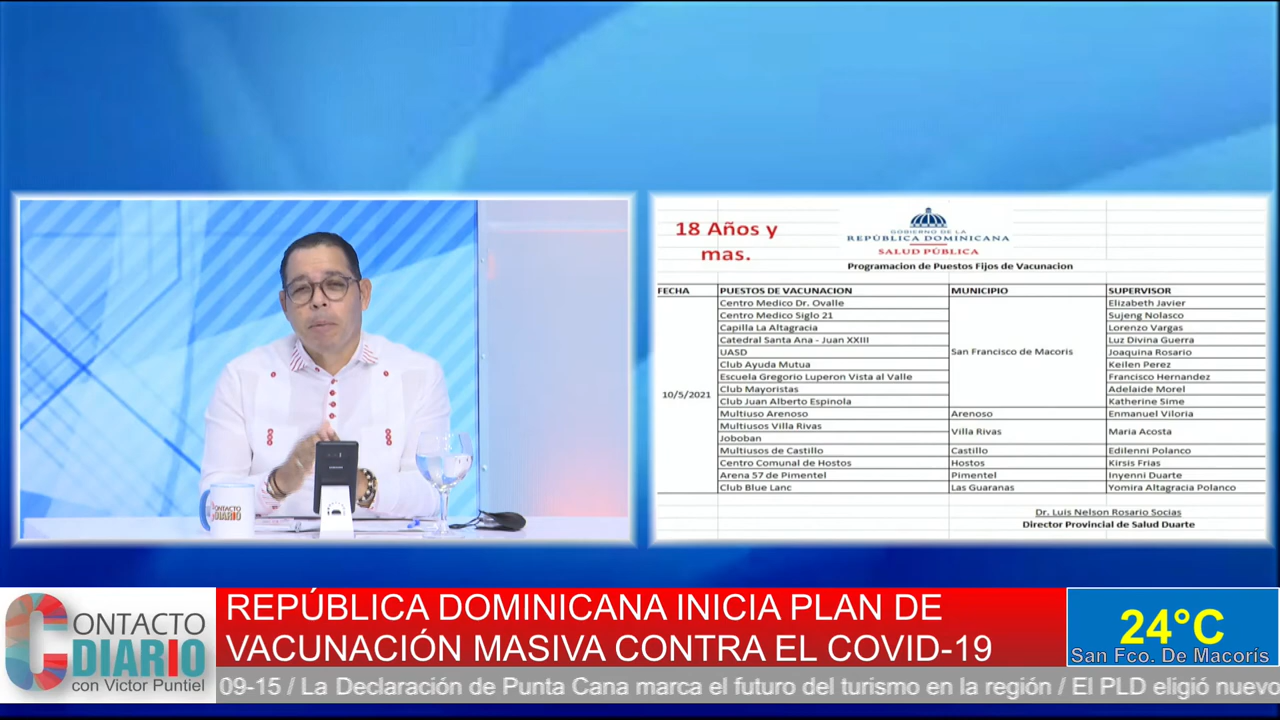 18 Años y
mas.
GOBIERNO DE LA
REPÚBLICA DOMINICANA
SALUD PÚBLICA
Programacion de Puestos Fijos de Vacunacion
FECHA PUESTOS DE VACUNACION MUNICIPIO SUPERVISOR
Centro Medico Dr. Ovalle Elizabeth Javier
Centro Medico Siglo 21 Sujeng Nolasco
Capilla La Altagracia Lorenzo Vargas
Catedral Santa Ana - Juan XXIII Luz Divina Guerra
UASD San Francisco de Macoris Joaquina Rosario
Club Ayuda Mutua Keilen Perez
Escuela Gregorio Luperon Vista al Valle Francisco Hernandez
Club Mayoristas Adelaide Morel
10/5/2021
Club Juan Alberto Espinola Katherine Sime
Multiuso Arenoso Arenoso Enmanuel Viloria
Multiusos Villa Rivas
Villa Rivas Maria Acosta
Joboban
Multiusos de Castillo Castillo Edilenni Polanco
Centro Comunal de Hostos Hostos Kirsis Frias
Arena 57 de Pimentel Pimentel Inyenni Duarte
Club Blue Lanc Las Guaranas Yomira Altagracia Polanco
Dr. Luis Nelson Rosario Socias
Director Provincial de Salud Duarte
CONTACTO
DIARIO
SAMSUNG
CONTACTO
DIARIO
con Víctor Puntiel
REPÚBLICA DOMINICANA INICIA PLAN DE
VACUNACIÓN MASIVA CONTRA EL COVID-19
24°C
San Fco. De Macorís
09-15 / La Declaración de Punta Cana marca el futuro del turismo en la región / El PLD eligió nuevo